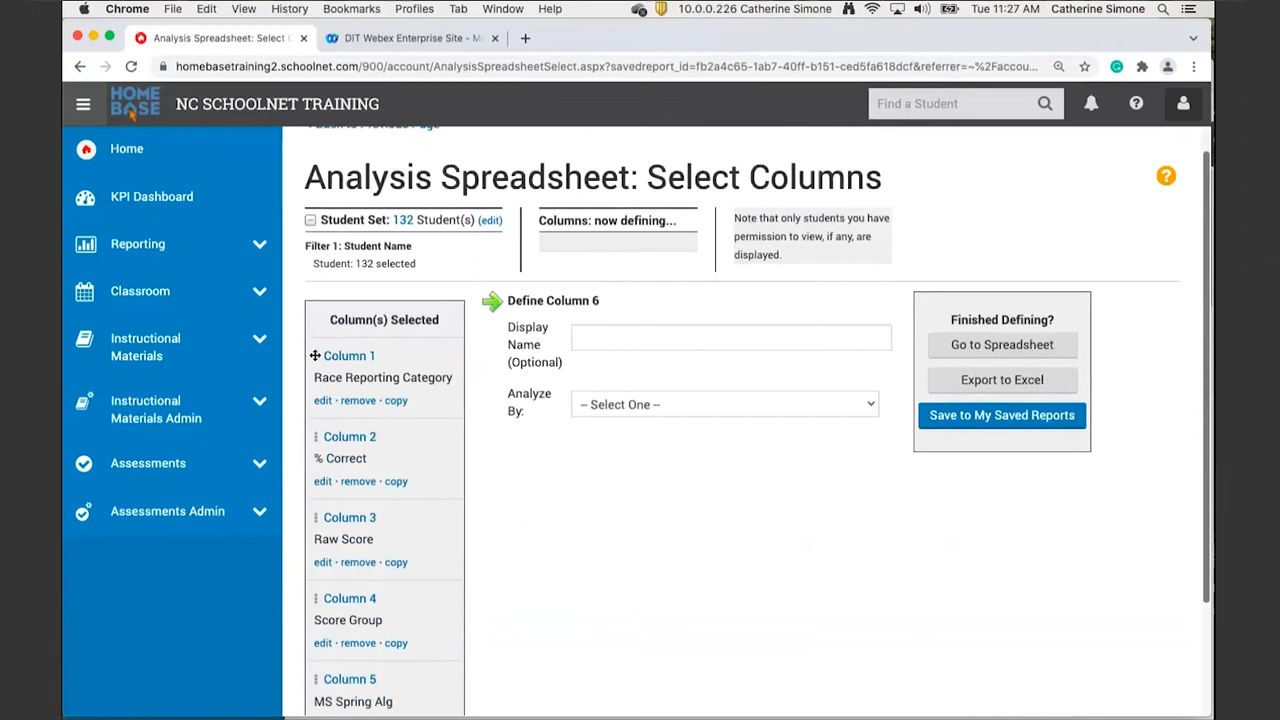 Chrome File Edit View History Bookmarks Profiles Tab Window Help 10.0.0.226 Catherine Simone Tue 11:27 AM Catherine Simone
Analysis Spreadsheet: Select C
DIT Webex Enterprise Site - M
homebasetraining2.schoolnet.com/900/account/AnalysisSpreadsheetSelect.aspx?savedreport_id=fb2a4c65-1ab7-40ff-b151-ced5fa618dcf&referrer=~%2Faccou...
HOME
BASE
NC SCHOOLNET TRAINING
Find a Student
Home
KPI Dashboard
Reporting
Classroom
Instructional
Materials
Instructional
Materials Admin
Assessments
Assessments Admin
Back to Previous Page
Analysis Spreadsheet: Select Columns
Student Set: 132 Student(s) (edit)
Filter 1: Student Name
Student: 132 selected
Columns: now defining...
Note that only students you have
permission to view, if any, are
displayed.
Column(s) Selected
Column 1
Race Reporting Category
edit · remove · copy
Column 2
% Correct
edit · remove · copy
Column 3
Raw Score
edit · remove · copy
Column 4
Score Group
edit · remove · copy
Column 5
MS Spring Alg
Define Column 6
Display
Name
(Optional)
Analyze
By:
-- Select One --
Finished Defining?
Go to Spreadsheet
Export to Excel
Save to My Saved Reports